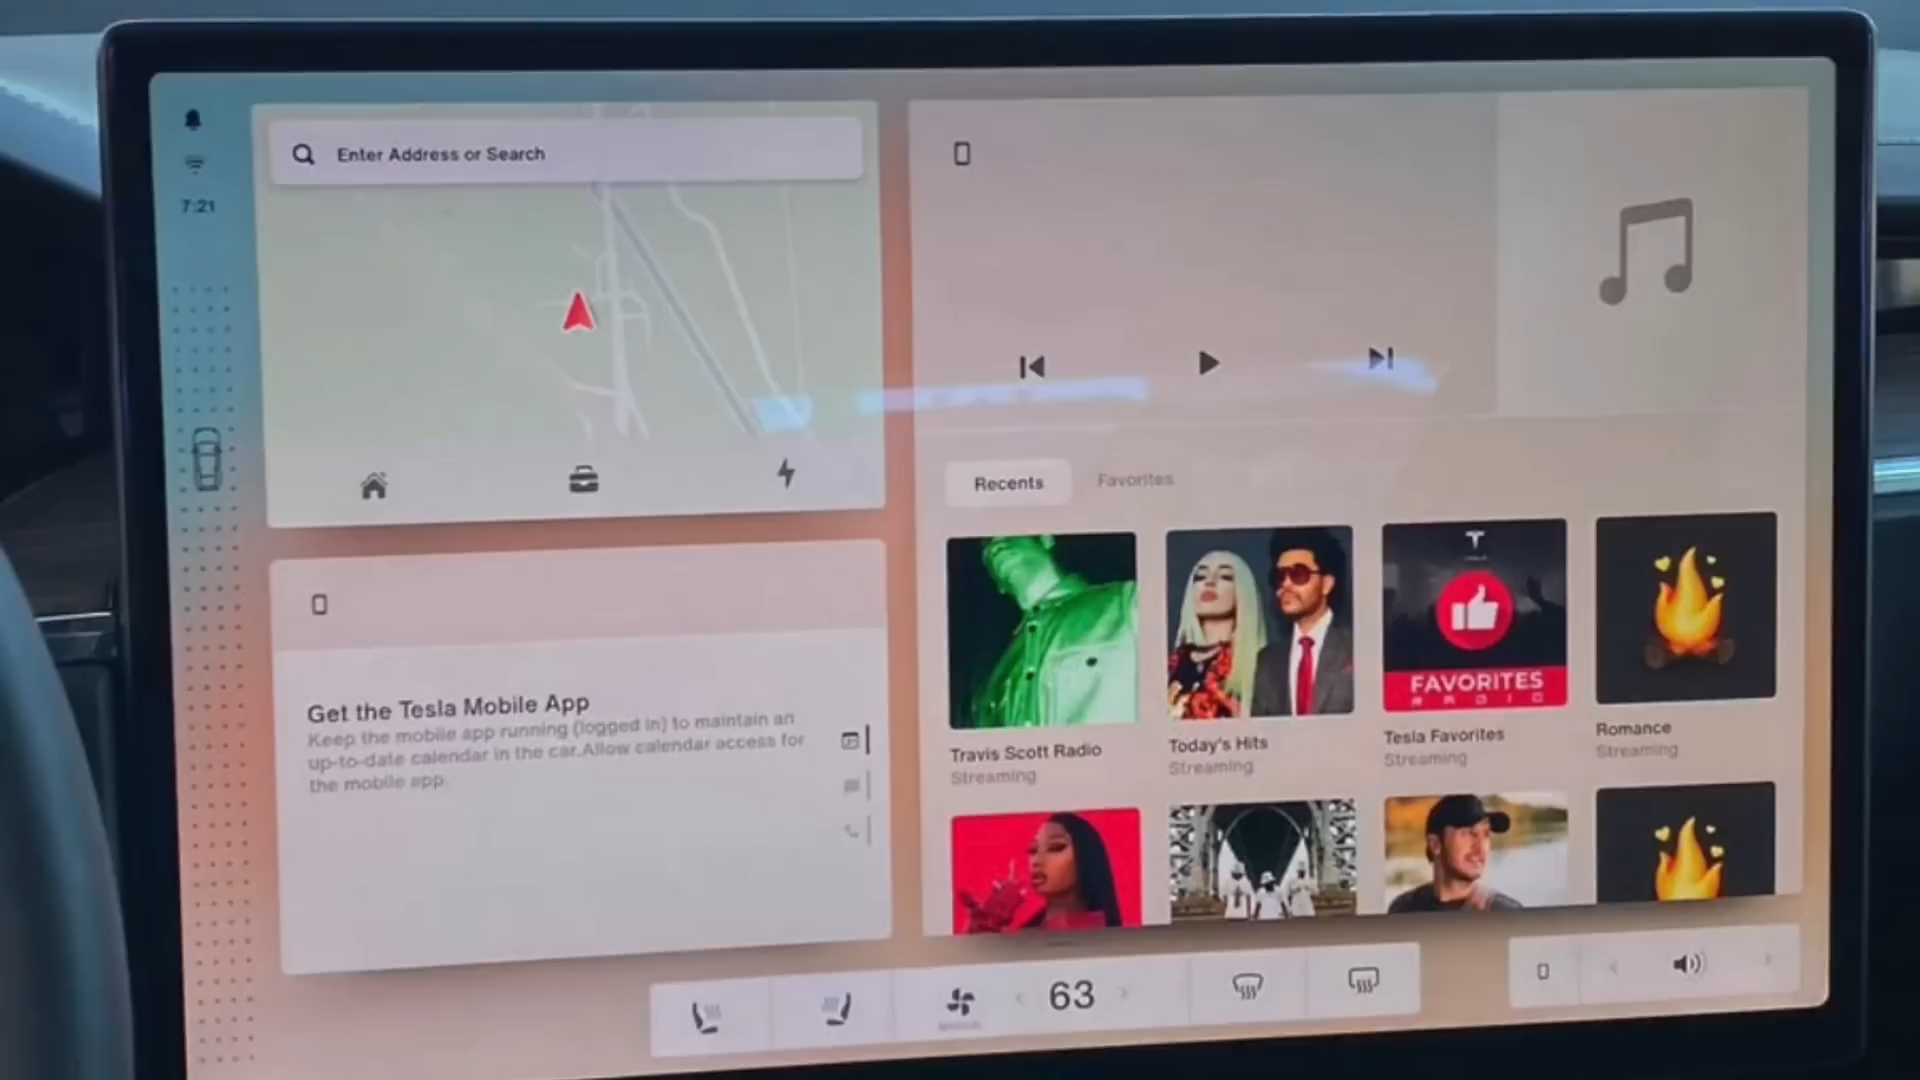 7:21
Enter Address or Search
Recents
Favorites
FAVORITES
RADIO
Travis Scott Radio
Streaming
Today's Hits
Streaming
Tesla Favorites
Streaming
Romance
Streaming
Get the Tesla Mobile App
Keep the mobile app running (logged in) to maintain an
up-to-date calendar in the car.Allow calendar access for
the mobile app.
63